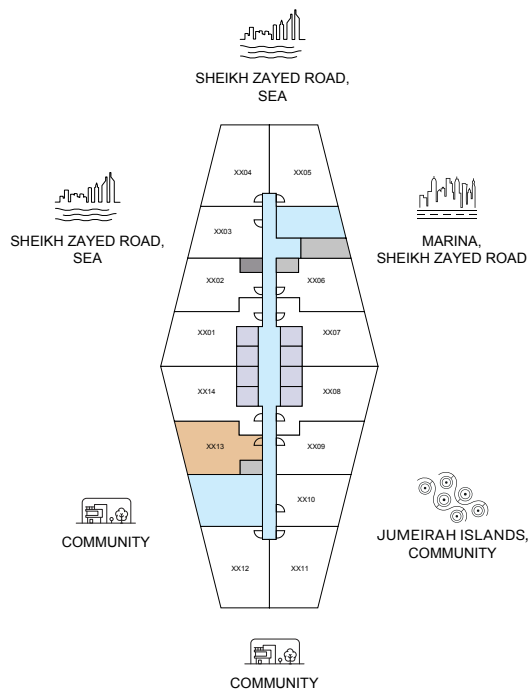 SHEIKH ZAYED ROAD,
SEA
SHEIKH ZAYED ROAD,
SEA
MARINA,
SHEIKH ZAYED ROAD
XX04
XX05
XX03
XX02
XX06
XX01
XX07
XX14
XX08
XX13
XX09
XX10
XX12
XX11
COMMUNITY
JUMEIRAH ISLANDS,
COMMUNITY
COMMUNITY